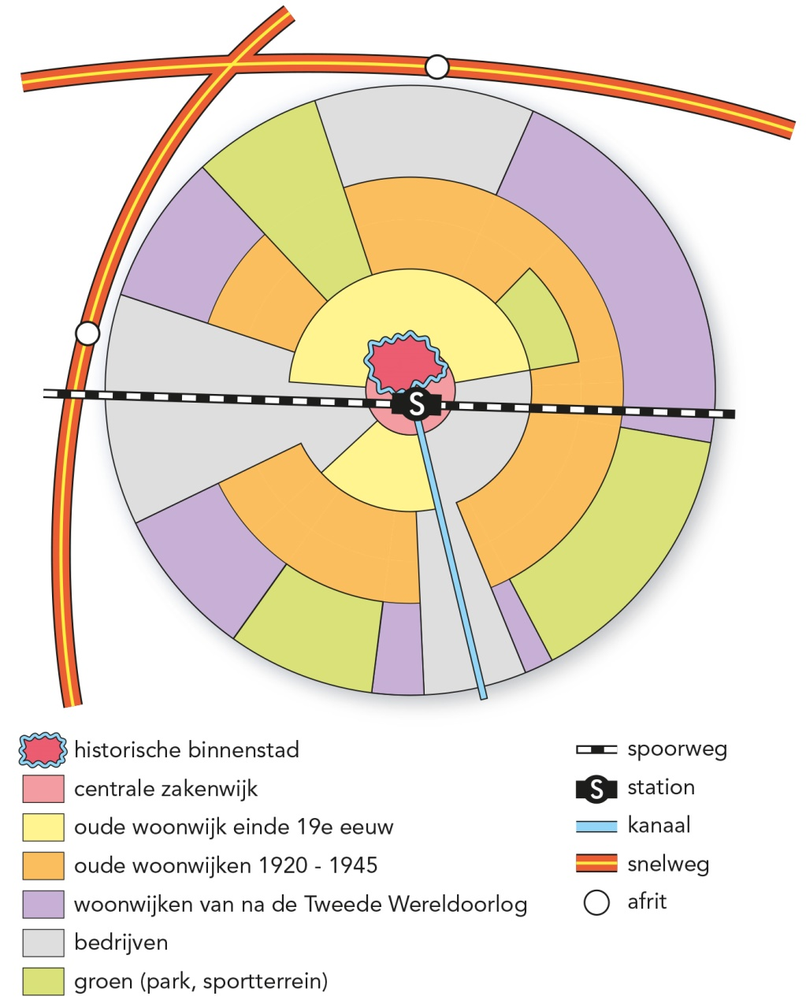 S
historische binnenstad
centrale zakenwijk
oude woonwijk einde 19e eeuw
oude woonwijken 1920 - 1945
woonwijken van na de Tweede Wereldoorlog
bedrijven
groen (park, sportterrein)
spoorweg
S station
kanaal
snelweg
afrit